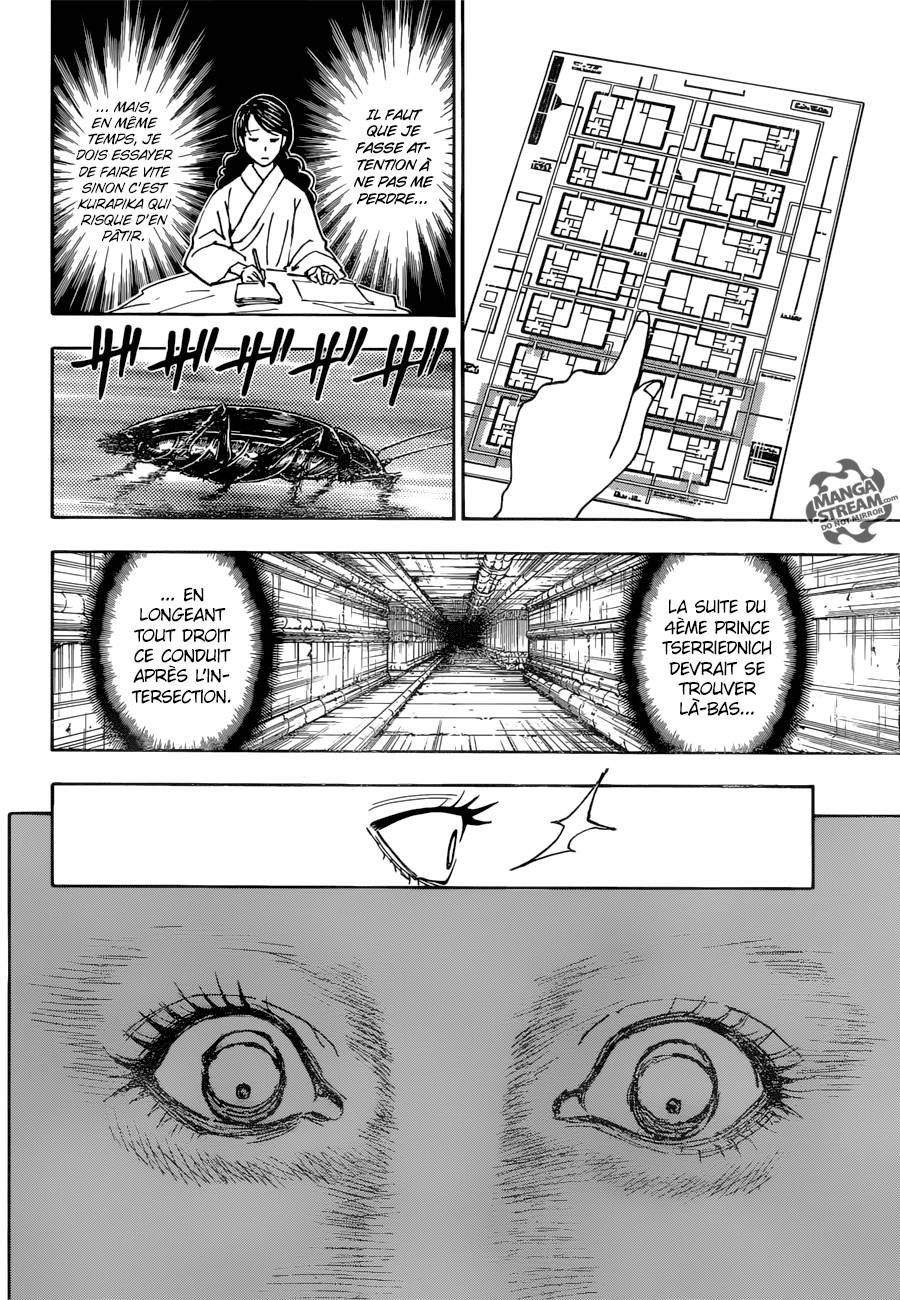 IL FAUT
QUE JE
FASSE AT-
TENTION À
NE PAS ME
PERDRE...
... MAIS,
EN MÊME
TEMPS, JE
DOIS ESSAYER
DE FAIRE VITE
SINON C'EST
KURAPIKA QUI
RISQUE D'EN
PÂTIR.
MANGA
STREAM.com
DO NOT MIRROR
LA SUITE DU
4ÈME PRINCE
TSERRIEDNICH
DEVRAIT SE
TROUVER
LÀ-BAS...
... EN
LONGEANT
TOUT DROIT
CE CONDUIT
APRÈS L'IN-
TERSECTION.